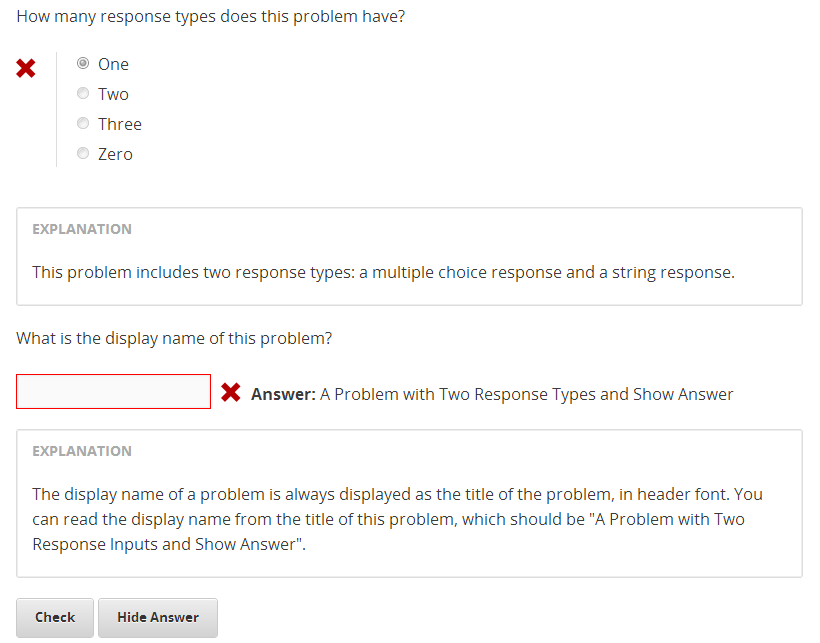 How many response types does this problem have?
One
Two
Three
Zero
EXPLANATION
This problem includes two response types: a multiple choice response and a string response.
What is the display name of this problem?
Answer: A Problem with Two Response Types and Show Answer
EXPLANATION
The display name of a problem is always displayed as the title of the problem, in header font. You
can read the display name from the title of this problem, which should be "A Problem with Two
Response Inputs and Show Answer".
Check
Hide Answer